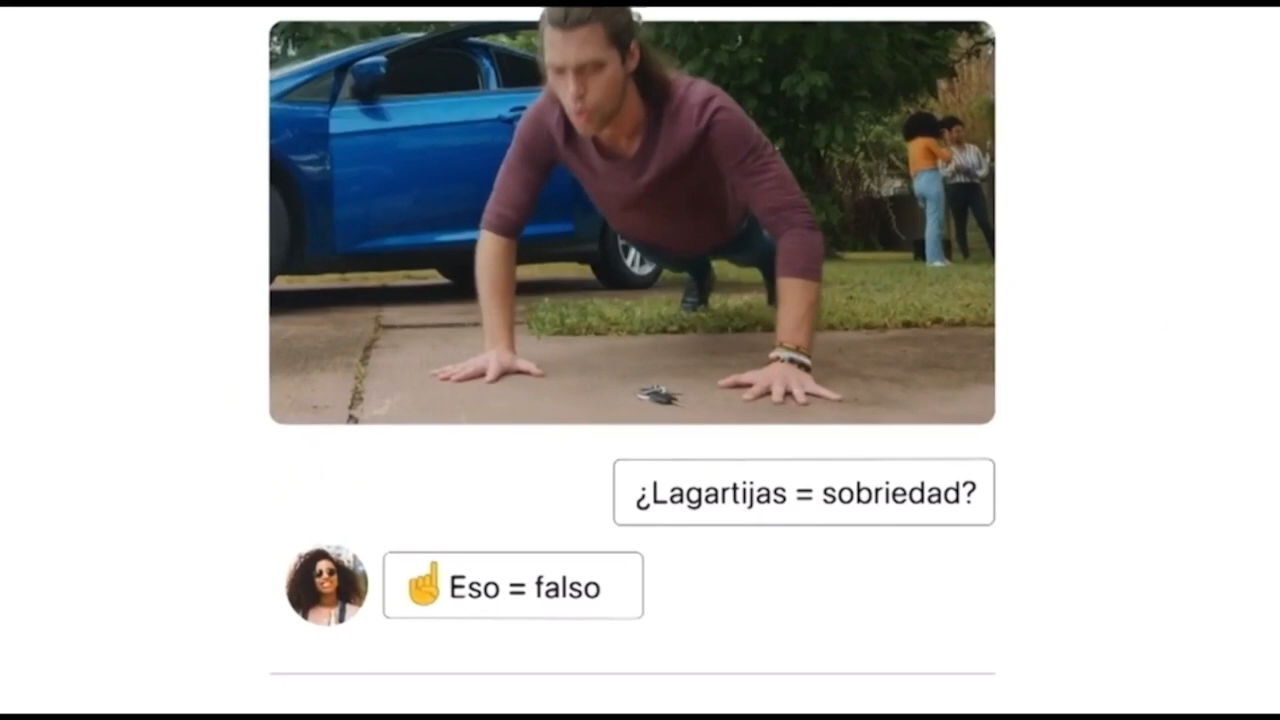 ¿Lagartijas = sobriedad?
☝️Eso = falso